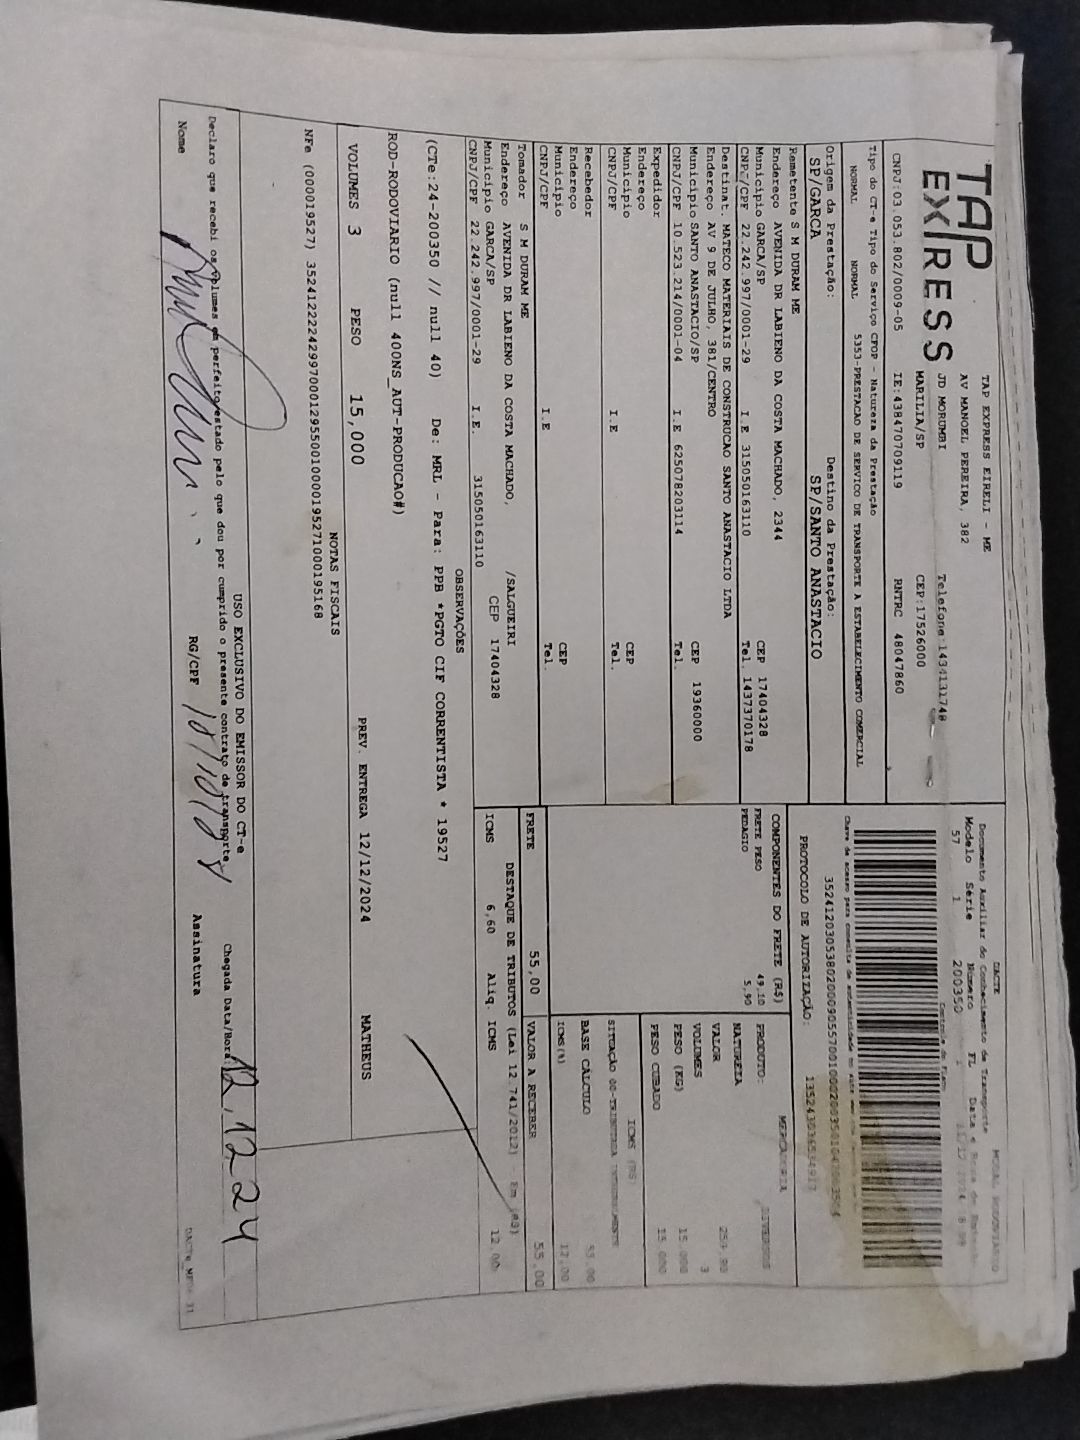 TAP
EXPRESS
TAP EXPRESS EIRELI - ME
AV MANOEL PEREIRA, 382
JD MORUMBI Telefone:1434131748
MARILIA/SP CEP:17526000
CNPJ:03.053.802/0009-05 IE:438470709119 RNTRC 48047860
Tipo do CT-e Tipo do Serviço CFOP - Natureza da Prestação
NORMAL NORMAL 5353-PRESTACAO DE SERVICO DE TRANSPORTE A ESTABELECIMENTO COMERCIAL
Origem da Prestação: Destino da Prestação:
SP/GARCA SP/SANTO ANASTACIO
DACTE
Documento Auxiliar do Conhecimento de Transporte MODAL RODOVIARIO
Modelo Série Número FL
57 1 200350
Controle do Fisco
PROTOCOLO DE AUTORIZAÇÃO:
Remetente S M DURAM ME
Endereço AVENIDA DR LABIENO DA COSTA MACHADO, 2344
Município GARCA/SP CEP 17404328
CNPJ/CPF 22.242.997/0001-29 I.E 315050163110 Tel. 1437370178
Destinat. MATECO MATERIAIS DE CONSTRUCAO SANTO ANASTACIO LTDA
Endereço AV 9 DE JULHO, 381/CENTRO
Município SANTO ANASTACIO/SP CEP 19360000
CNPJ/CPF 10.523.214/0001-04 I.E 625078203114 Tel.
Expedidor
Endereço
Município CEP
CNPJ/CPF I.E Tel.
Recebedor
Endereço
Município CEP
CNPJ/CPF I.E Tel.
Tomador S M DURAM ME
Endereço AVENIDA DR LABIENO DA COSTA MACHADO, /SALGUEIRI
Município GARCA/SP CEP 17404328
CNPJ/CPF 22.242.997/0001-29 I.E. 315050163110
COMPONENTES DO FRETE (R$)
FRETE PESO 49,10
PEDAGIO 5,90
PRODUTO:
NATUREZA
VALOR
VOLUMES 3
PESO (KG) 15.000
PESO CUBADO 15.000
ICMS (R$)
BASE CÁLCULO 55,00
ICMS(%) 12,00
FRETE 55,00 VALOR A RECEBER 55,00
DESTAQUE DE TRIBUTOS (Lei 12.741/2012) - Em (R$)
ICMS 6,60 Aliq. ICMS 12,00
OBSERVAÇÕES
(CTe:24-200350 // null 40) De: MRL - Para: PPB *PGTO CIF CORRENTISTA * 19527
ROD-RODOVIARIO (null 400NS_AUT-PRODUCAO#)
VOLUMES 3 PESO 15,000 PREV. ENTREGA 12/12/2024 MATHEUS
NOTAS FISCAIS
NFe (000019527) 35241222242997000129550010000195271000195168
USO EXCLUSIVO DO EMISSOR DO CT-e
Declaro que recebi os volumes em perfeito estado pelo que dou por cumprido o presente contrato de transporte. Chegada Data/Hora: 12.12.24
Nome RG/CPF Assinatura